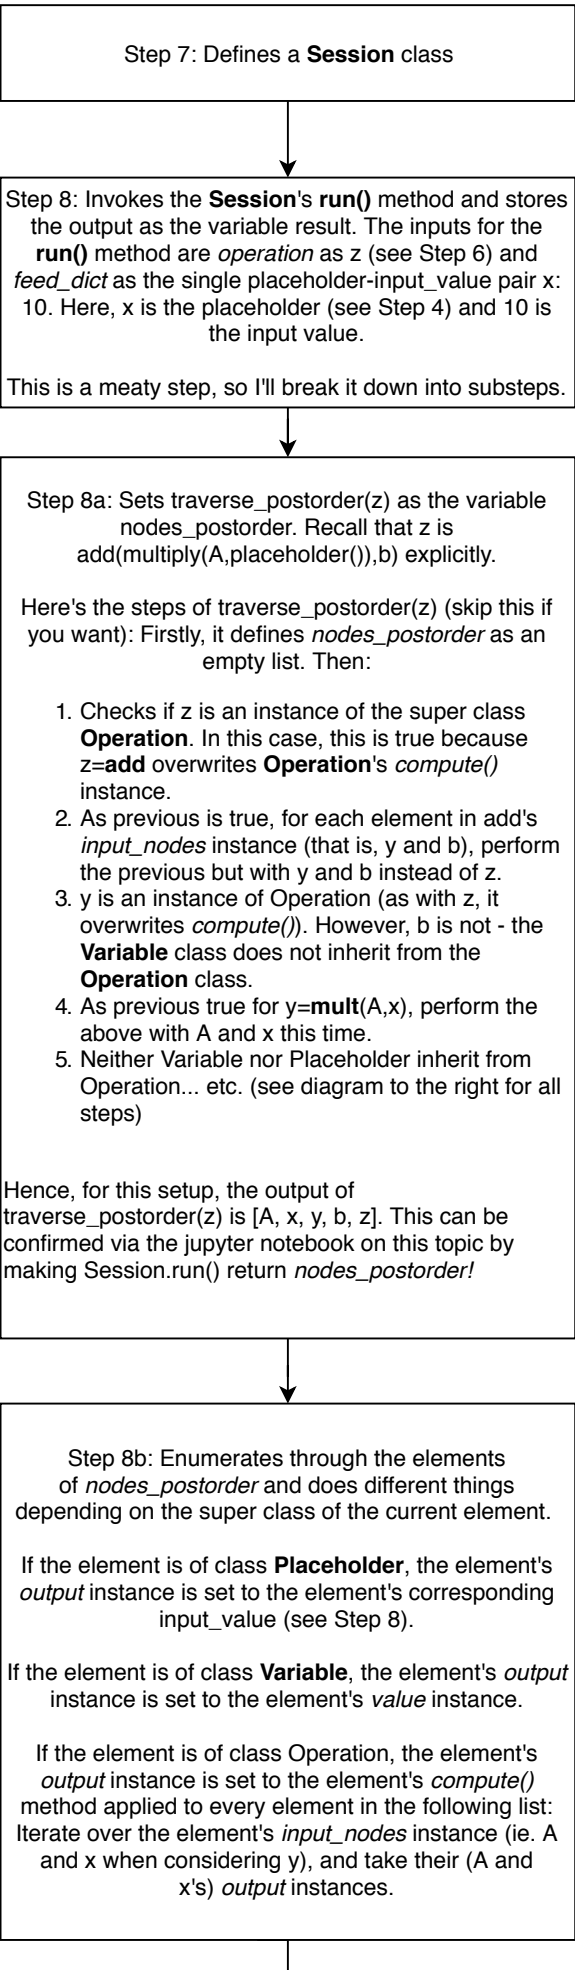 Step 7: Defines a Session class
Step 8: Invokes the Session's run() method and stores
the output as the variable result. The inputs for the
run() method are operation as z (see Step 6) and
feed_dict as the single placeholder-input_value pair x:
10. Here, x is the placeholder (see Step 4) and 10 is
the input value.
This is a meaty step, so I'll break it down into substeps.
Step 8a: Sets traverse_postorder(z) as the variable
nodes_postorder. Recall that z is
add(multiply(A,placeholder()),b) explicitly.
Here's the steps of traverse_postorder(z) (skip this if
you want): Firstly, it defines nodes_postorder as an
empty list. Then:
1. Checks if z is an instance of the super class
Operation. In this case, this is true because
z=add overwrites Operation's compute()
instance.
2. As previous is true, for each element in add's
input_nodes instance (that is, y and b), perform
the previous but with y and b instead of z.
3. y is an instance of Operation (as with z, it
overwrites compute()). However, b is not - the
Variable class does not inherit from the
Operation class.
4. As previous true for y=mult(A,x), perform the
above with A and x this time.
5. Neither Variable nor Placeholder inherit from
Operation... etc. (see diagram to the right for all
steps)
Hence, for this setup, the output of
traverse_postorder(z) is [A, x, y, b, z]. This can be
confirmed via the jupyter notebook on this topic by
making Session.run() return nodes_postorder!
Step 8b: Enumerates through the elements
of nodes_postorder and does different things
depending on the super class of the current element.
If the element is of class Placeholder, the element's
output instance is set to the element's corresponding
input_value (see Step 8).
If the element is of class Variable, the element's output
instance is set to the element's value instance.
If the element is of class Operation, the element's
output instance is set to the element's compute()
method applied to every element in the following list:
Iterate over the element's input_nodes instance (ie. A
and x when considering y), and take their (A and
x's) output instances.